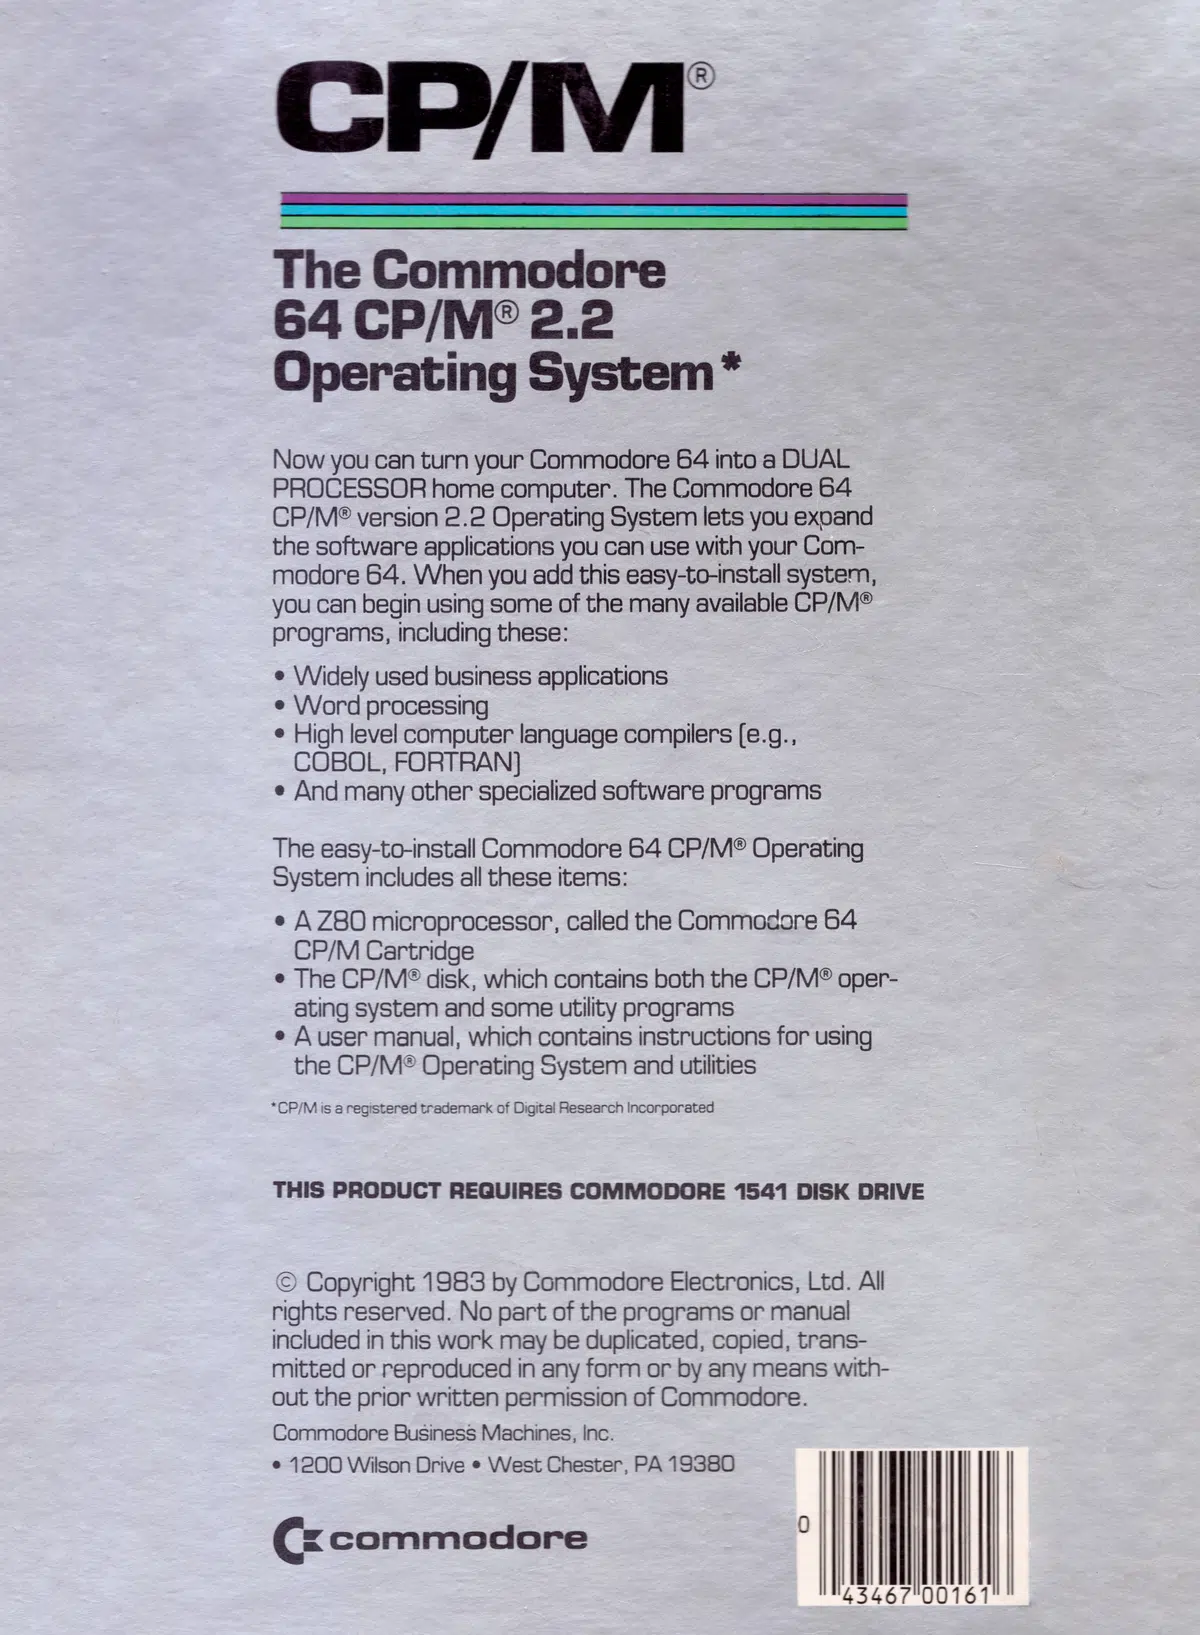 CP/M®
The Commodore
64 CP/M® 2.2
Operating System*
Now you can turn your Commodore 64 into a DUAL
PROCESSOR home computer. The Commodore 64
CP/M® version 2.2 Operating System lets you expand
the software applications you can use with your Com-
modore 64. When you add this easy-to-install system,
you can begin using some of the many available CP/M®
programs, including these:
• Widely used business applications
• Word processing
• High level computer language compilers (e.g.,
COBOL, FORTRAN)
• And many other specialized software programs
The easy-to-install Commodore 64 CP/M® Operating
System includes all these items:
• A Z80 microprocessor, called the Commodore 64
CP/M Cartridge
• The CP/M® disk, which contains both the CP/M® oper-
ating system and some utility programs
• A user manual, which contains instructions for using
the CP/M® Operating System and utilities
*CP/M is a registered trademark of Digital Research Incorporated
THIS PRODUCT REQUIRES COMMODORE 1541 DISK DRIVE
© Copyright 1983 by Commodore Electronics, Ltd. All
rights reserved. No part of the programs or manual
included in this work may be duplicated, copied, trans-
mitted or reproduced in any form or by any means with-
out the prior written permission of Commodore.
Commodore Business Machines, Inc.
• 1200 Wilson Drive • West Chester, PA 19380
commodore
0 43467 00161